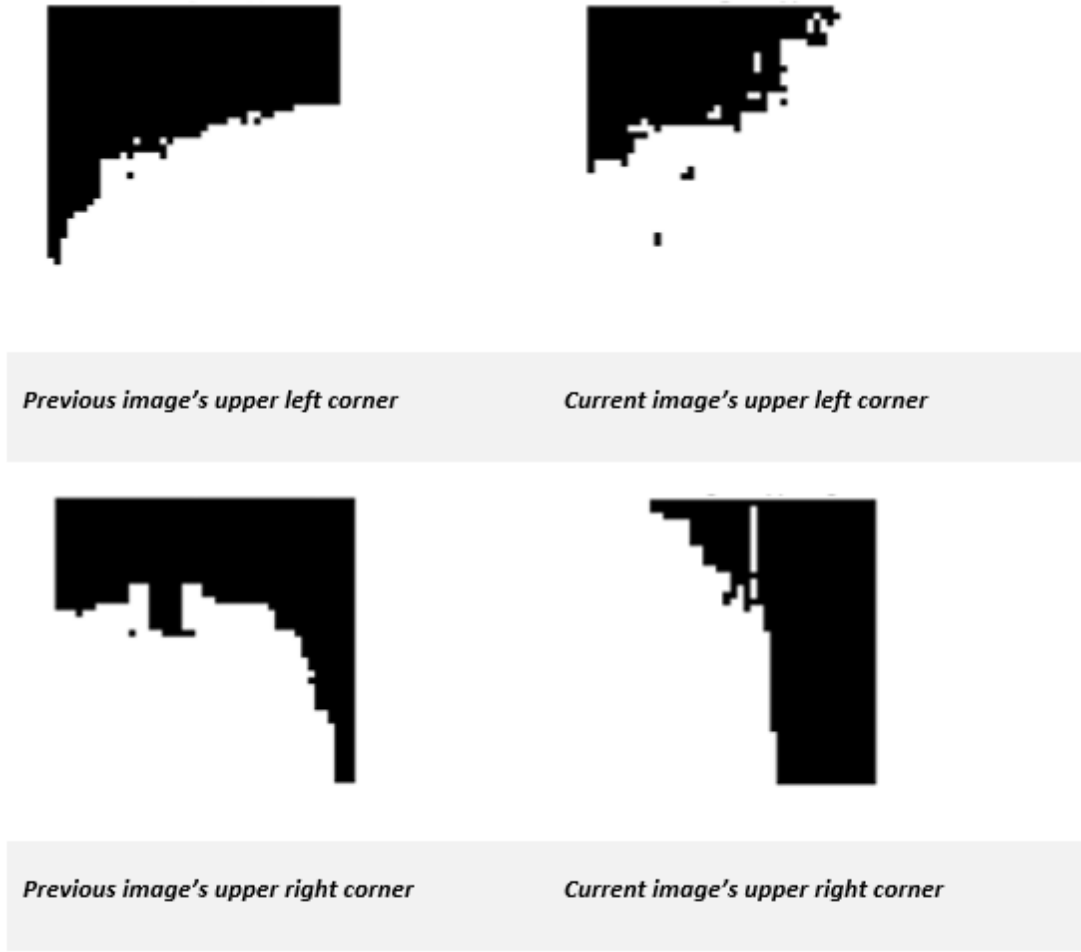 Previous image’s upper left corner
Current image’s upper left corner
Previous image’s upper right corner
Current image’s upper right corner